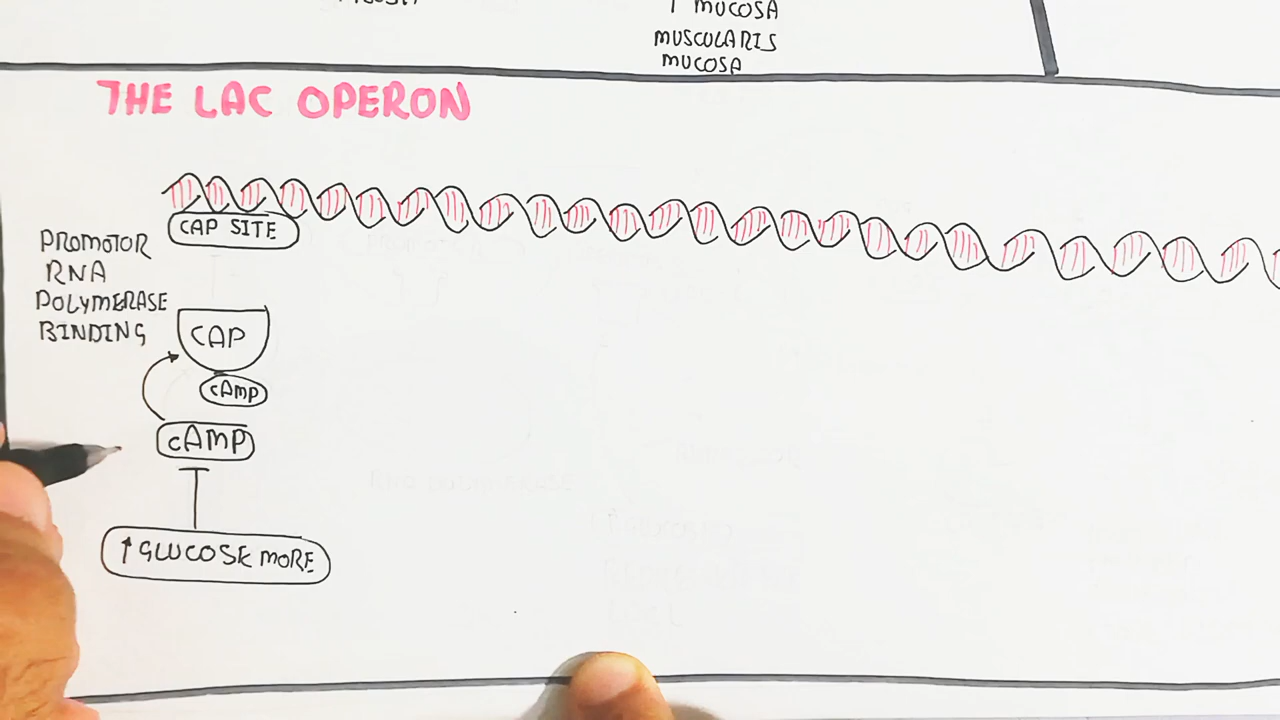 MUCOSA
MUSCULARIS
MUCOSA
THE LAC OPERON
CAP SITE
PROMOTOR
RNA
POLYMERASE
BINDING
CAP
cAMP
cAMP
↑ GLUCOSE MORE